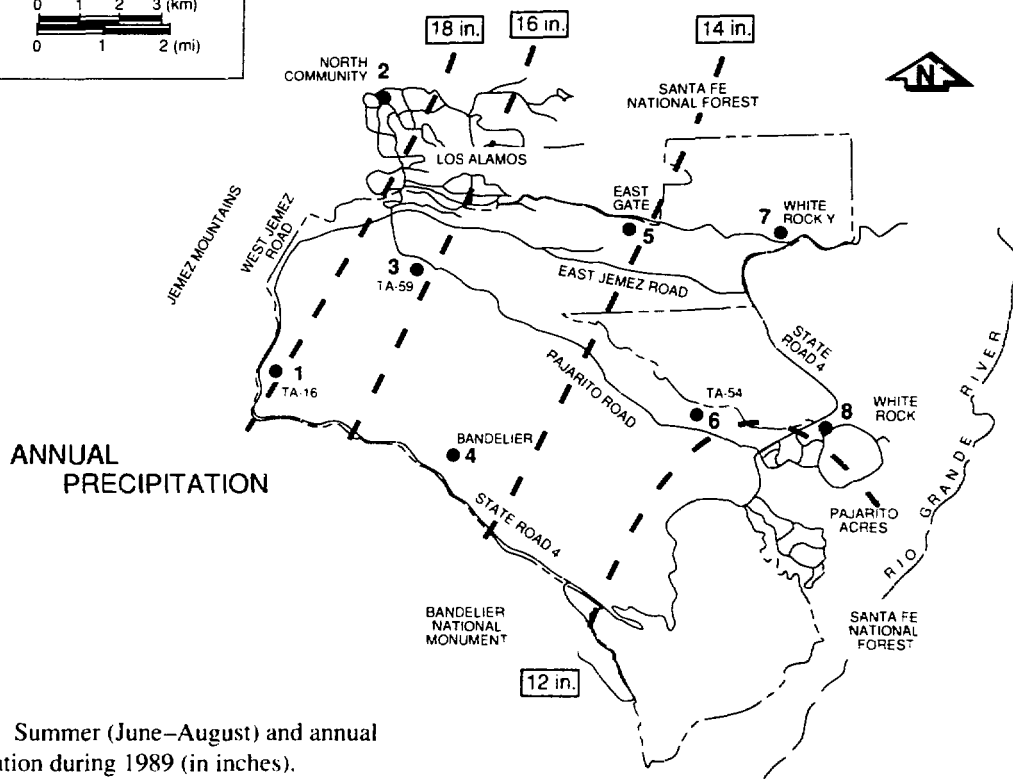 0 1 2 3 (km)
0 1 2 (mi)
18 in.
16 in.
14 in.
N
NORTH
COMMUNITY 2
SANTA FE
NATIONAL FOREST
LOS ALAMOS
JEMEZ MOUNTAINS
WEST JEMEZ
ROAD
EAST
GATE
5
7 WHITE
ROCK Y
3
TA-59
EAST JEMEZ ROAD
STATE
ROAD 4
1
TA-16
PAJARITO ROAD
TA-54
6
8 WHITE
ROCK
BANDELIER
4
ANNUAL
PRECIPITATION
STATE ROAD 4
PAJARITO
ACRES
RIO GRANDE RIVER
BANDELIER
NATIONAL
MONUMENT
SANTA FE
NATIONAL
FOREST
12 in.
Summer (June–August) and annual
ation during 1989 (in inches).